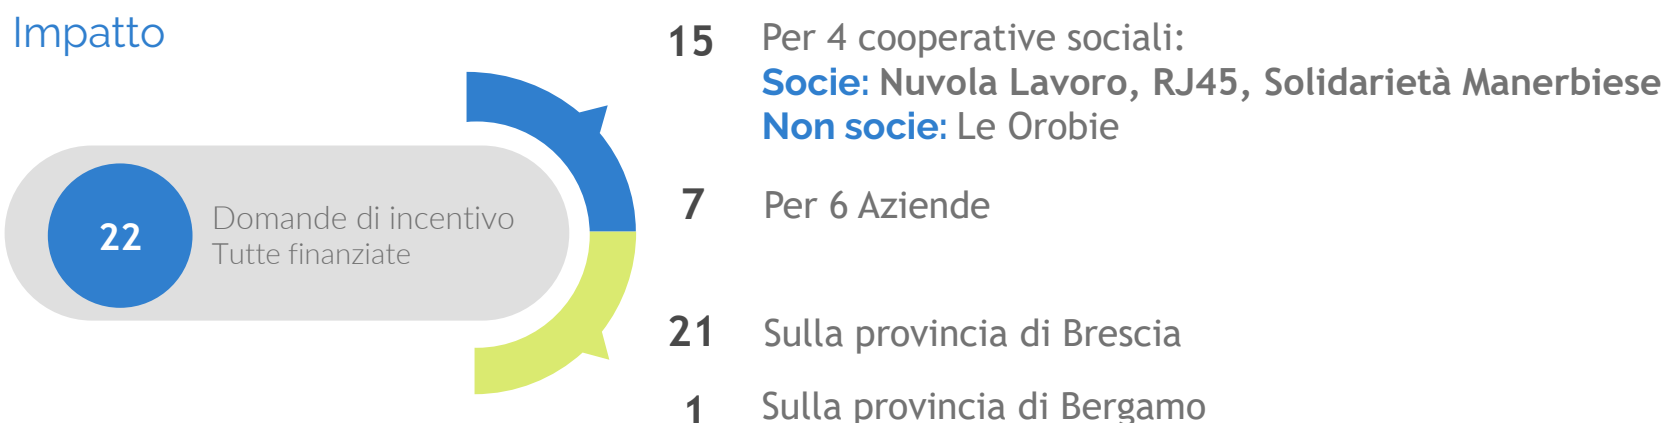 Impatto
22
Domande di incentivo
Tutte finanziate
15 Per 4 cooperative sociali:
Socie: Nuvola Lavoro, RJ45, Solidarietà Manerbiese
Non socie: Le Orobie
7 Per 6 Aziende
21 Sulla provincia di Brescia
1 Sulla provincia di Bergamo